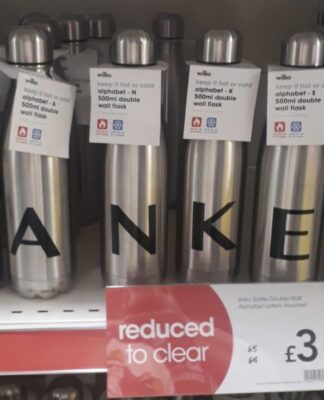 wilko
keep it hot or cold
alphabet - A
500ml double
wall flask
wilko
keep it hot or cold
alphabet - N
500ml double
wall flask
wilko
keep it hot or cold
alphabet - K
500ml double
wall flask
wilko
keep it hot or cold
alphabet - E
500ml double
wall flask
A N K E
reduced
to clear
Wilko Bottle Double Wall
Alphabet Letters Assorted
£5
£4
£3